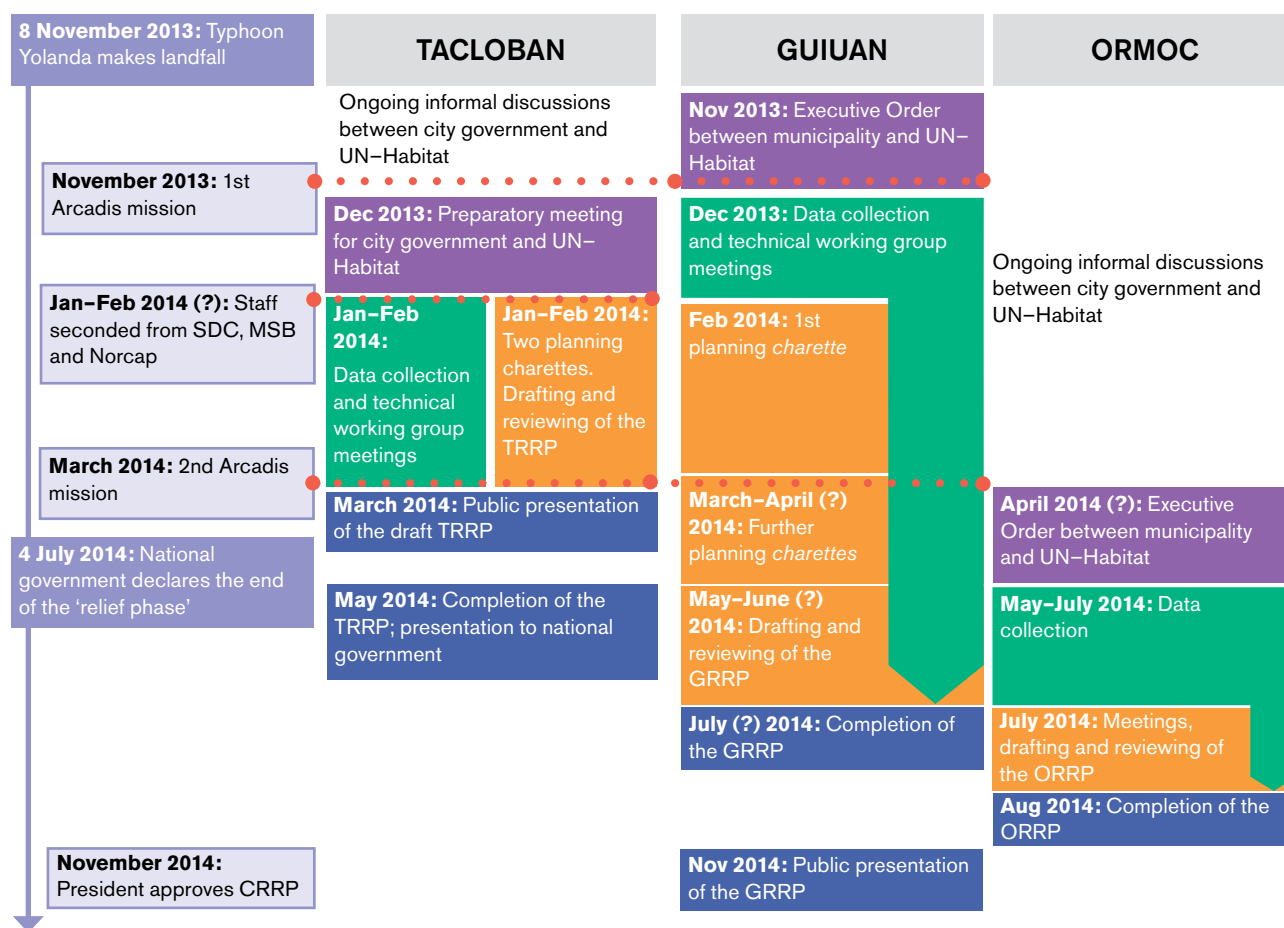 8 November 2013: Typhoon
Yolanda makes landfall
November 2013: 1st
Arcadis mission
Jan–Feb 2014 (?): Staff
seconded from SDC, MSB
and Norcap
March 2014: 2nd Arcadis
mission
4 July 2014: National
government declares the end
of the ‘relief phase’
November 2014:
President approves CRRP
TACLOBAN
Ongoing informal discussions
between city government and
UN–Habitat
Dec 2013: Preparatory meeting
for city government and UN–
Habitat
Jan–Feb
2014:
Data collection
and technical
working group
meetings
Jan–Feb 2014:
Two planning
charettes.
Drafting and
reviewing of the
TRRP
March 2014: Public presentation
of the draft TRRP
May 2014: Completion of the
TRRP; presentation to national
government
GUIUAN
Nov 2013: Executive Order
between municipality and UN–
Habitat
Dec 2013: Data collection
and technical working group
meetings
Feb 2014: 1st
planning charette
March–April (?)
2014: Further
planning charettes
May–June (?)
2014: Drafting and
reviewing of the
GRRP
July (?) 2014: Completion of
the GRRP
Nov 2014: Public presentation
of the GRRP
ORMOC
Ongoing informal discussions
between city government and
UN–Habitat
April 2014 (?): Executive
Order between municipality
and UN–Habitat
May–July 2014: Data
collection
July 2014: Meetings,
drafting and reviewing of
the ORRP
Aug 2014: Completion of the
ORRP